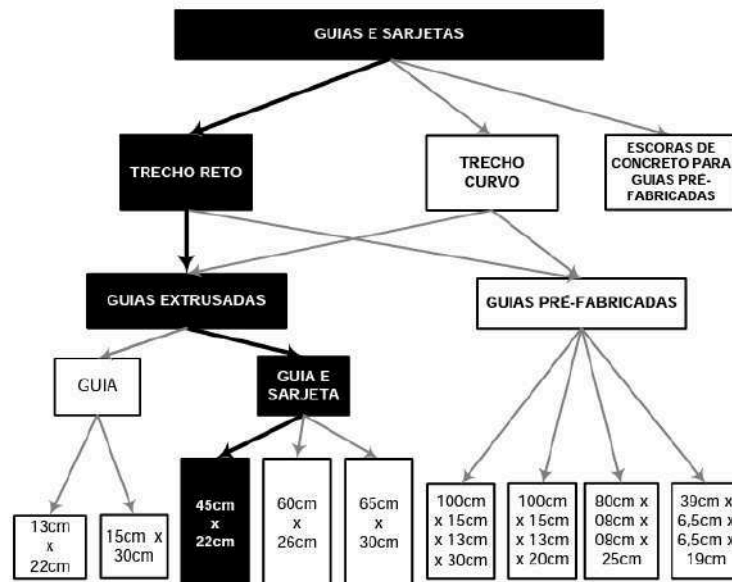 GUIAS E SARJETAS
TRECHO RETO
TRECHO
CURVO
ESCORAS DE
CONCRETO PARA
GUIAS PRÉ-
FABRICADAS
GUIAS EXTRUSADAS
GUIAS PRÉ-FABRICADAS
GUIA
GUIA E
SARJETA
13cm
x
22cm
15cm x
30cm
45cm
x
22cm
60cm
x
26cm
65cm
x
30cm
100cm
x 15cm
x 13cm
x 30cm
100cm
x 15cm
x 13cm
x 20cm
80cm x
08cm x
08cm x
25cm
39cm x
6,5cm x
6,5cm x
19cm